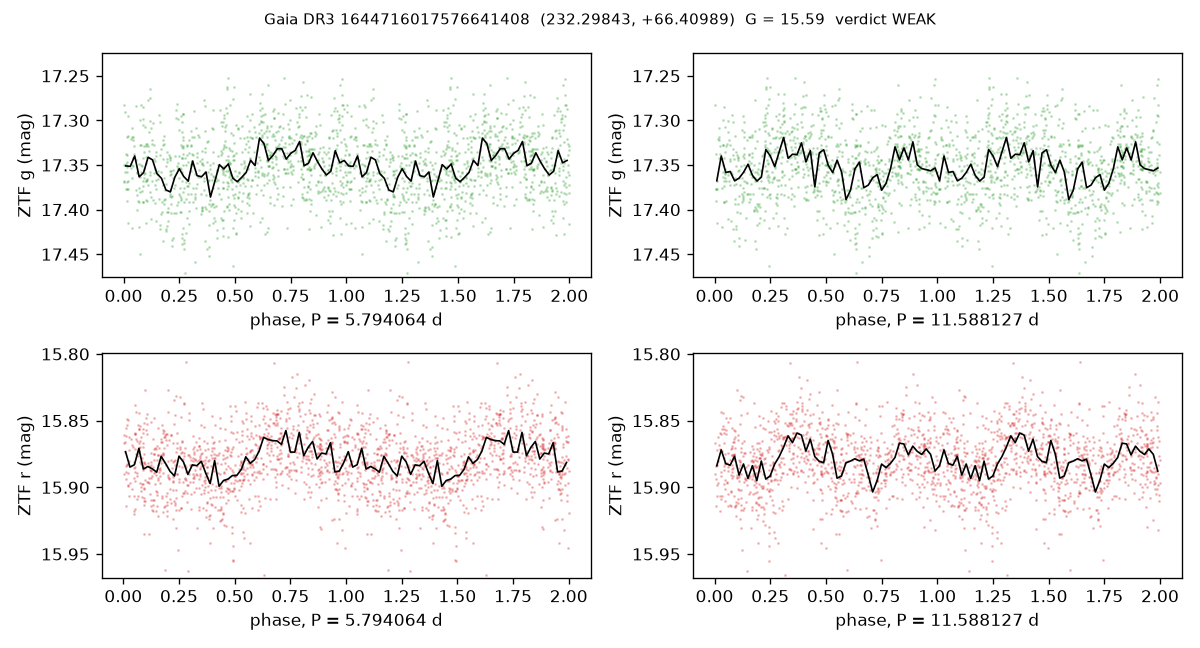 Gaia DR3 1644716017576641408 (232.29843, +66.40989) G = 15.59 verdict WEAK
ZTF g (mag)
17.25
17.30
17.35
17.40
17.45
0.00 0.25 0.50 0.75 1.00 1.25 1.50 1.75 2.00
phase, P = 5.794064 d
ZTF g (mag)
17.25
17.30
17.35
17.40
17.45
0.00 0.25 0.50 0.75 1.00 1.25 1.50 1.75 2.00
phase, P = 11.588127 d
ZTF r (mag)
15.80
15.85
15.90
15.95
0.00 0.25 0.50 0.75 1.00 1.25 1.50 1.75 2.00
phase, P = 5.794064 d
ZTF r (mag)
15.80
15.85
15.90
15.95
0.00 0.25 0.50 0.75 1.00 1.25 1.50 1.75 2.00
phase, P = 11.588127 d